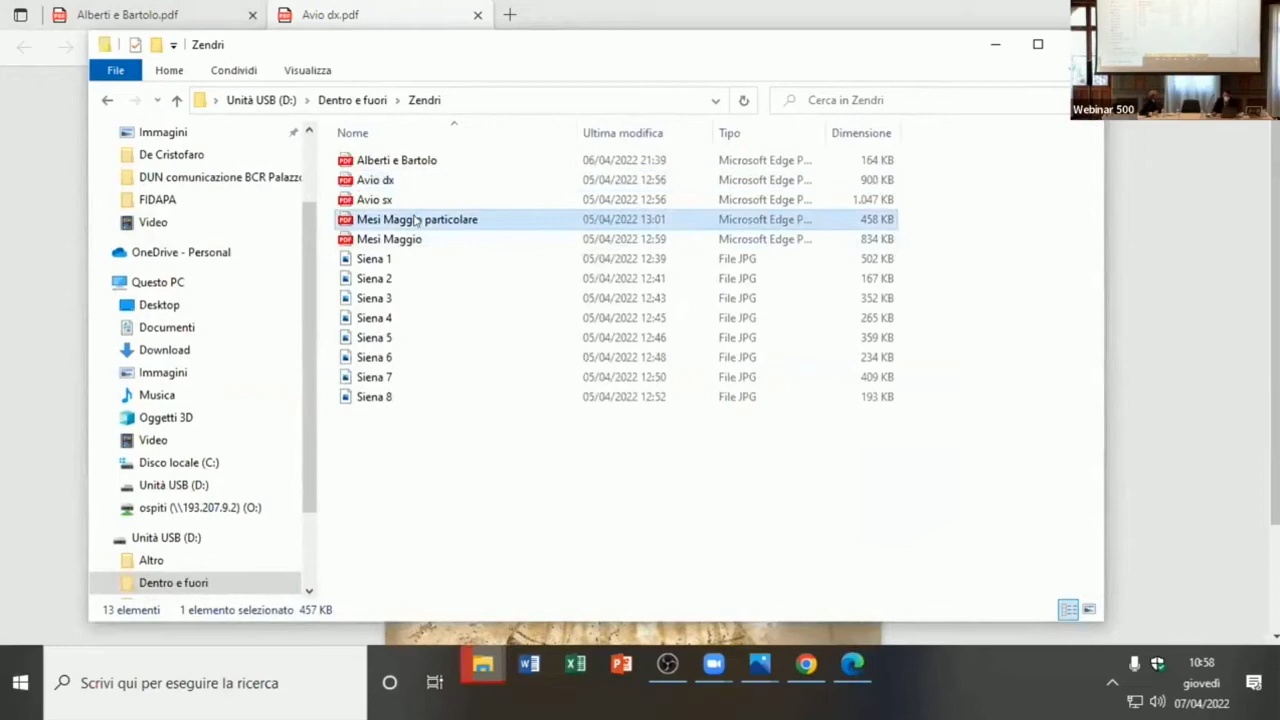 Alberti e Bartolo.pdf
Avio dx.pdf
Zendri
File Home Condividi Visualizza
Unità USB (D:) Dentro e fuori Zendri
Cerca in Zendri
Webinar 500
Immagini
De Cristofaro
DUN comunicazione BCR Palazzo
FIDAPA
Video
OneDrive - Personal
Questo PC
Desktop
Documenti
Download
Immagini
Musica
Oggetti 3D
Video
Disco locale (C:)
Unità USB (D:)
ospiti (\\193.207.9.2) (O:)
Unità USB (D:)
Altro
Dentro e fuori
Nome Ultima modifica Tipo Dimensione
Alberti e Bartolo 06/04/2022 21:39 Microsoft Edge P... 164 KB
Avio dx 05/04/2022 12:56 Microsoft Edge P... 900 KB
Avio sx 05/04/2022 12:56 Microsoft Edge P... 1.047 KB
Mesi Maggio particolare 05/04/2022 13:01 Microsoft Edge P... 458 KB
Mesi Maggio 05/04/2022 12:59 Microsoft Edge P... 834 KB
Siena 1 05/04/2022 12:39 File JPG 502 KB
Siena 2 05/04/2022 12:41 File JPG 167 KB
Siena 3 05/04/2022 12:43 File JPG 352 KB
Siena 4 05/04/2022 12:45 File JPG 265 KB
Siena 5 05/04/2022 12:46 File JPG 359 KB
Siena 6 05/04/2022 12:48 File JPG 234 KB
Siena 7 05/04/2022 12:50 File JPG 409 KB
Siena 8 05/04/2022 12:52 File JPG 193 KB
13 elementi 1 elemento selezionato 457 KB
Scrivi qui per eseguire la ricerca
10:58
giovedì
07/04/2022